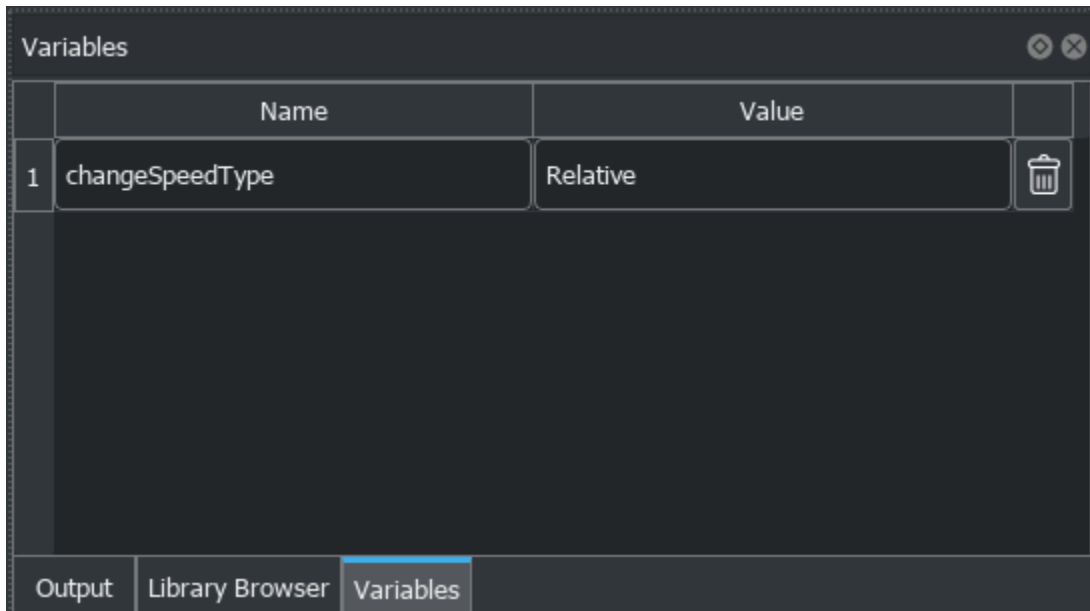 Variables
Name Value
1 changeSpeedType Relative
Output Library Browser Variables